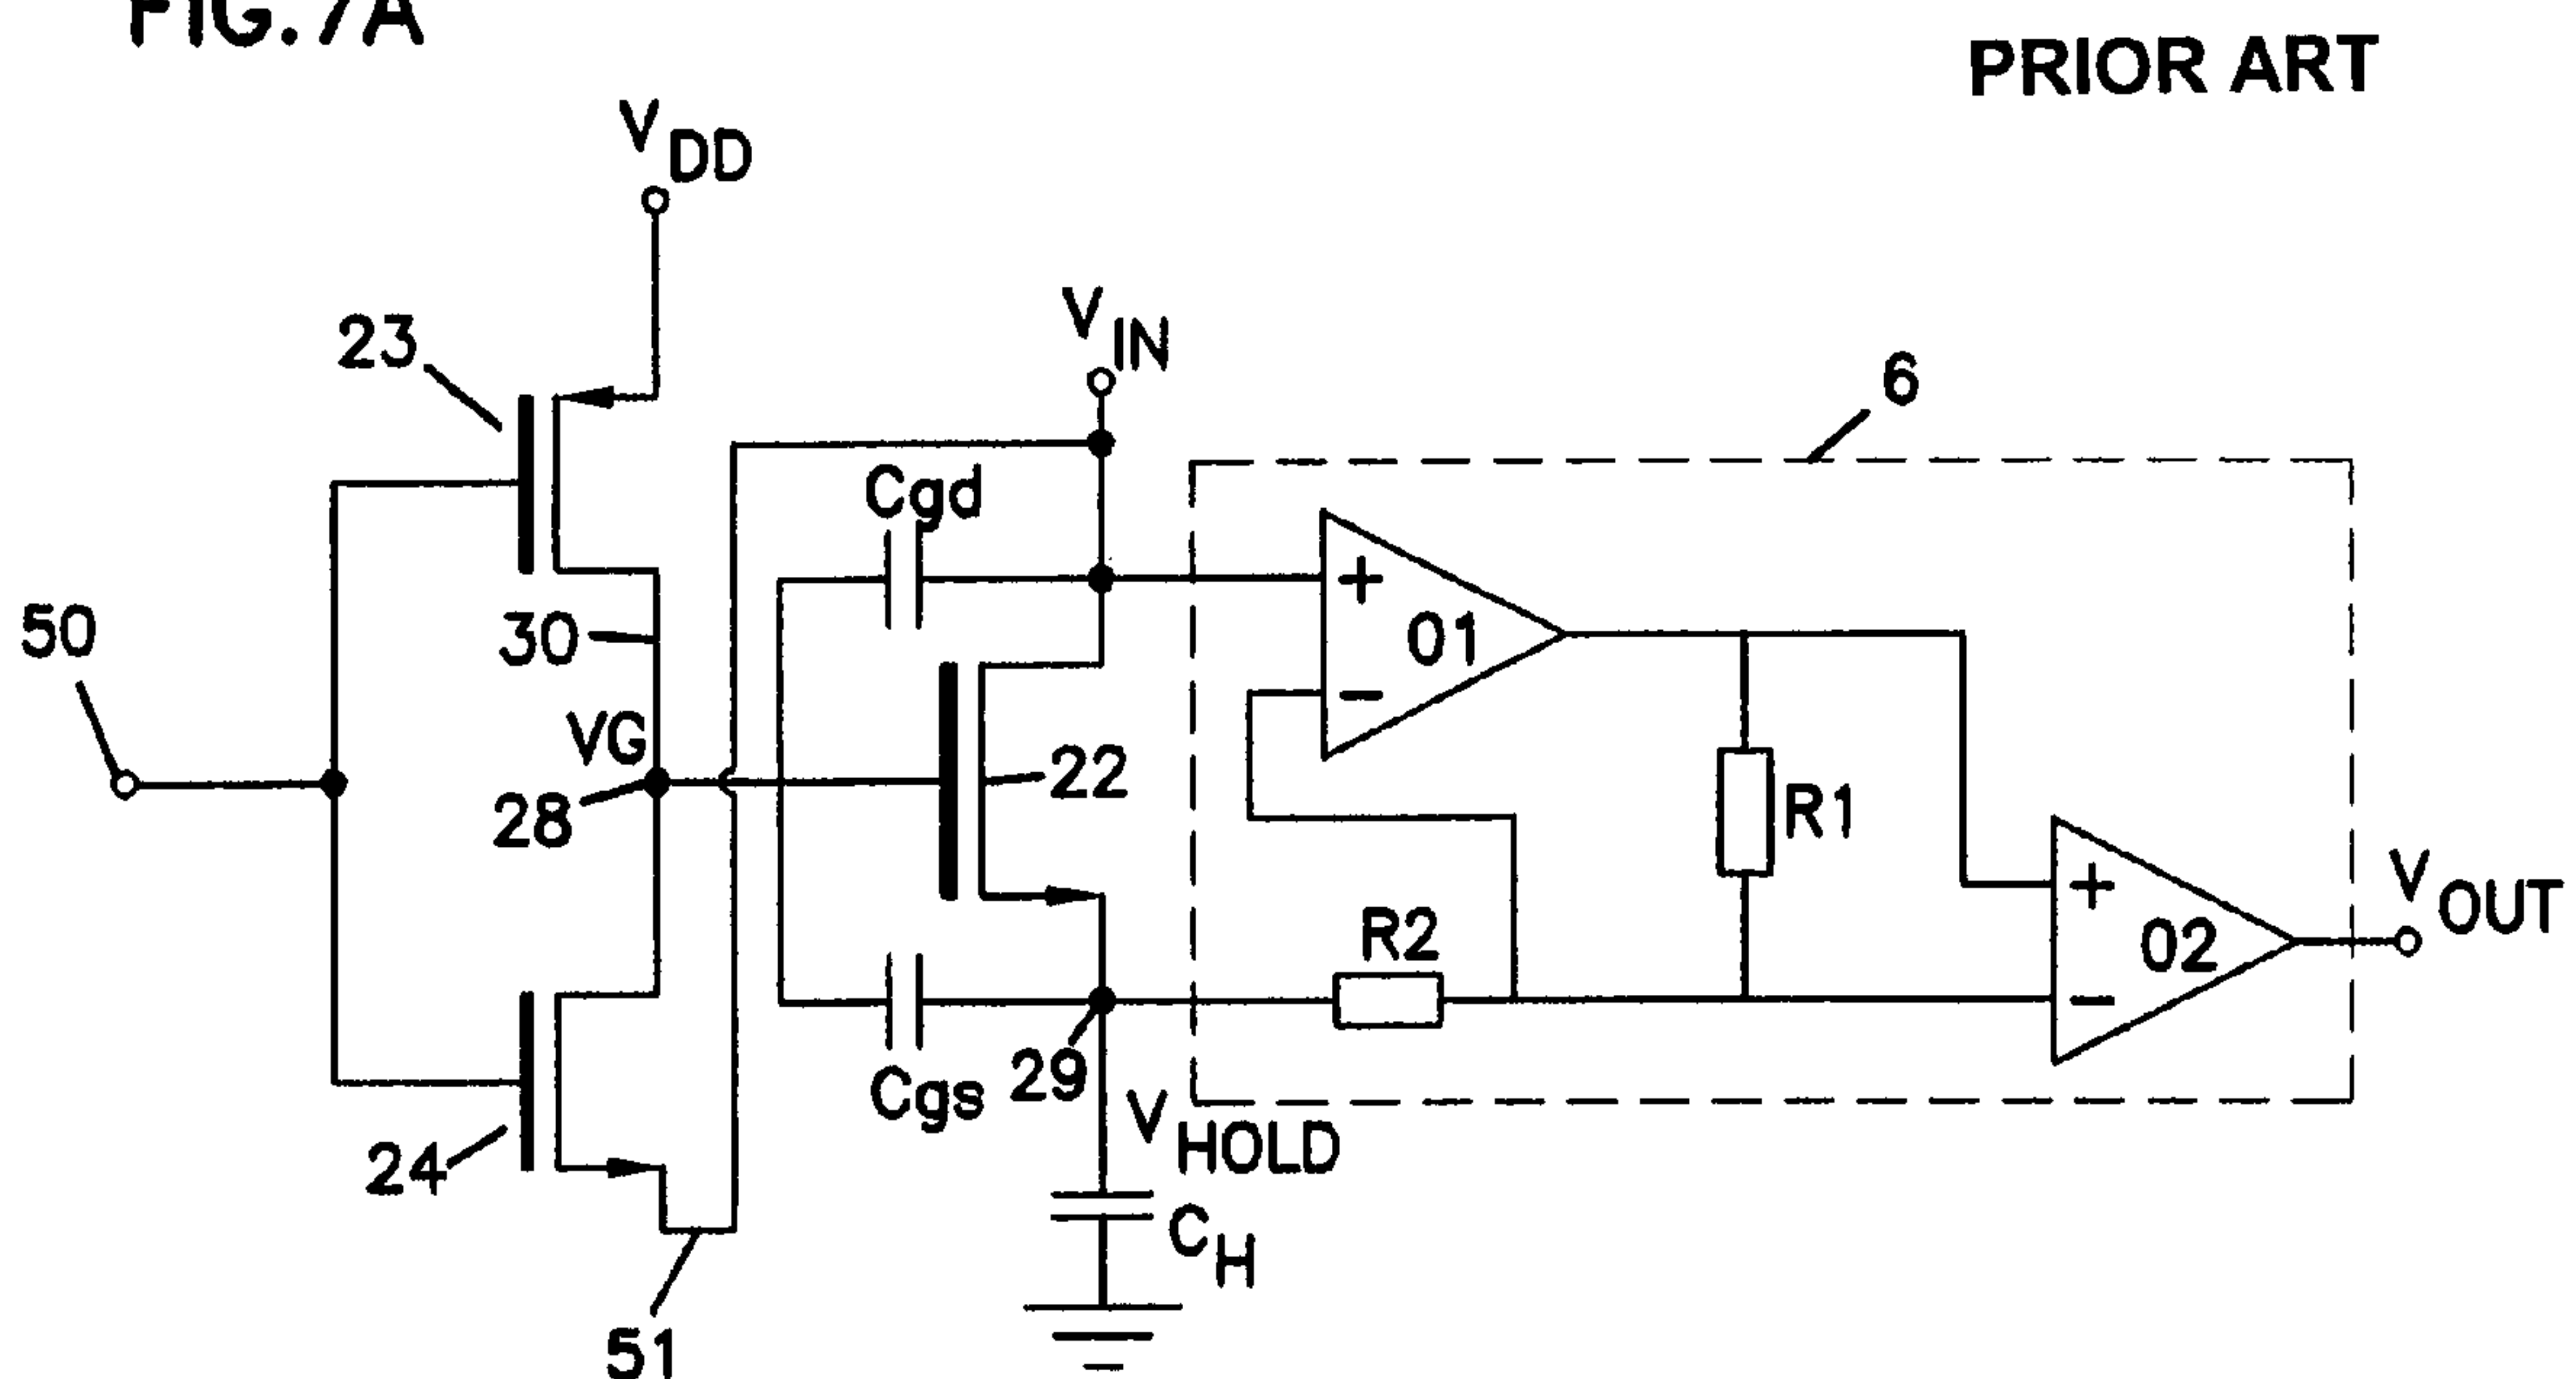 FIG. 7A
PRIOR ART
VDD
23
VIN
6
Cgd
50
30
+
01
−
VG
28
22
R1
+
02
−
VOUT
R2
Cgs
29
VHOLD
24
CH
51